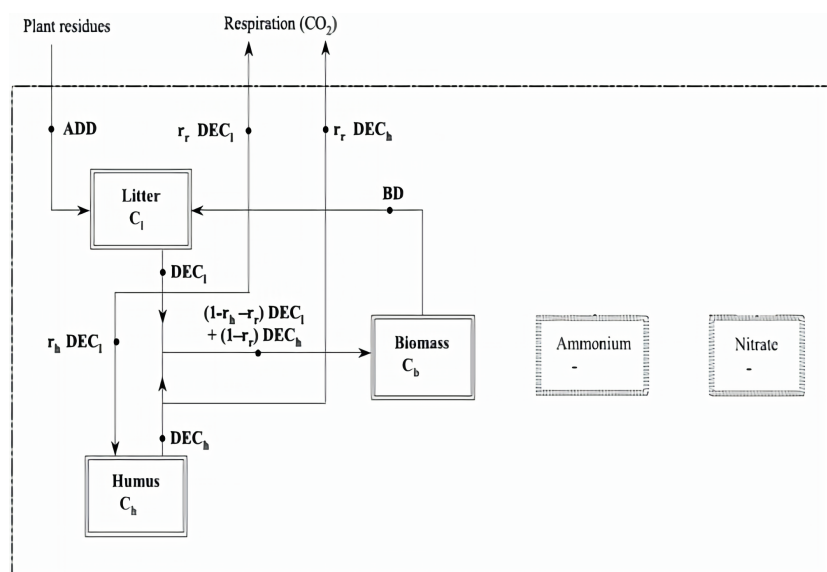 Plant residues
Respiration (CO₂)
ADD
rᵣ DECₗ
rᵣ DECₕ
Litter
Cₗ
BD
DECₗ
(1-rₕ –rᵣ) DECₗ
+ (1–rᵣ) DECₕ
rₕ DECₗ
Biomass
C_b
Ammonium
-
Nitrate
-
DECₕ
Humus
Cₕ